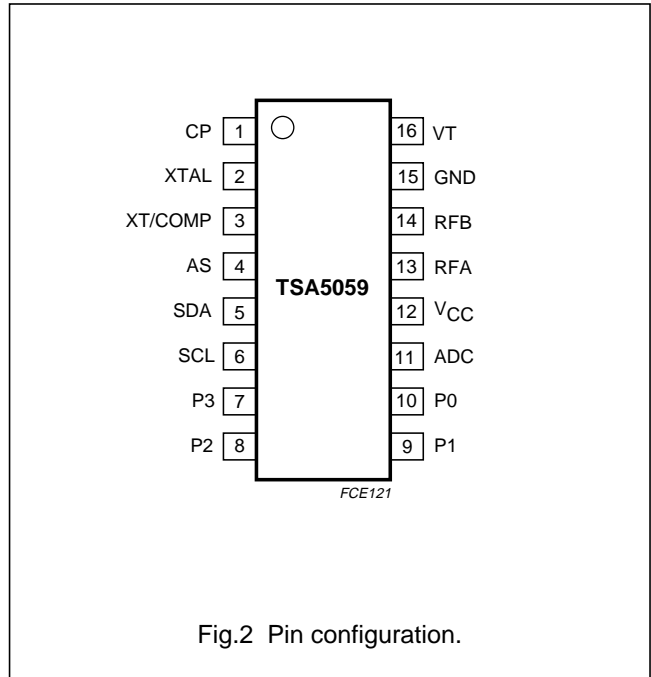 CP 1 16 VT
XTAL 2 15 GND
XT/COMP 3 14 RFB
AS 4 13 RFA
TSA5059
SDA 5 12 VCC
SCL 6 11 ADC
P3 7 10 P0
P2 8 9 P1
FCE121
Fig.2 Pin configuration.